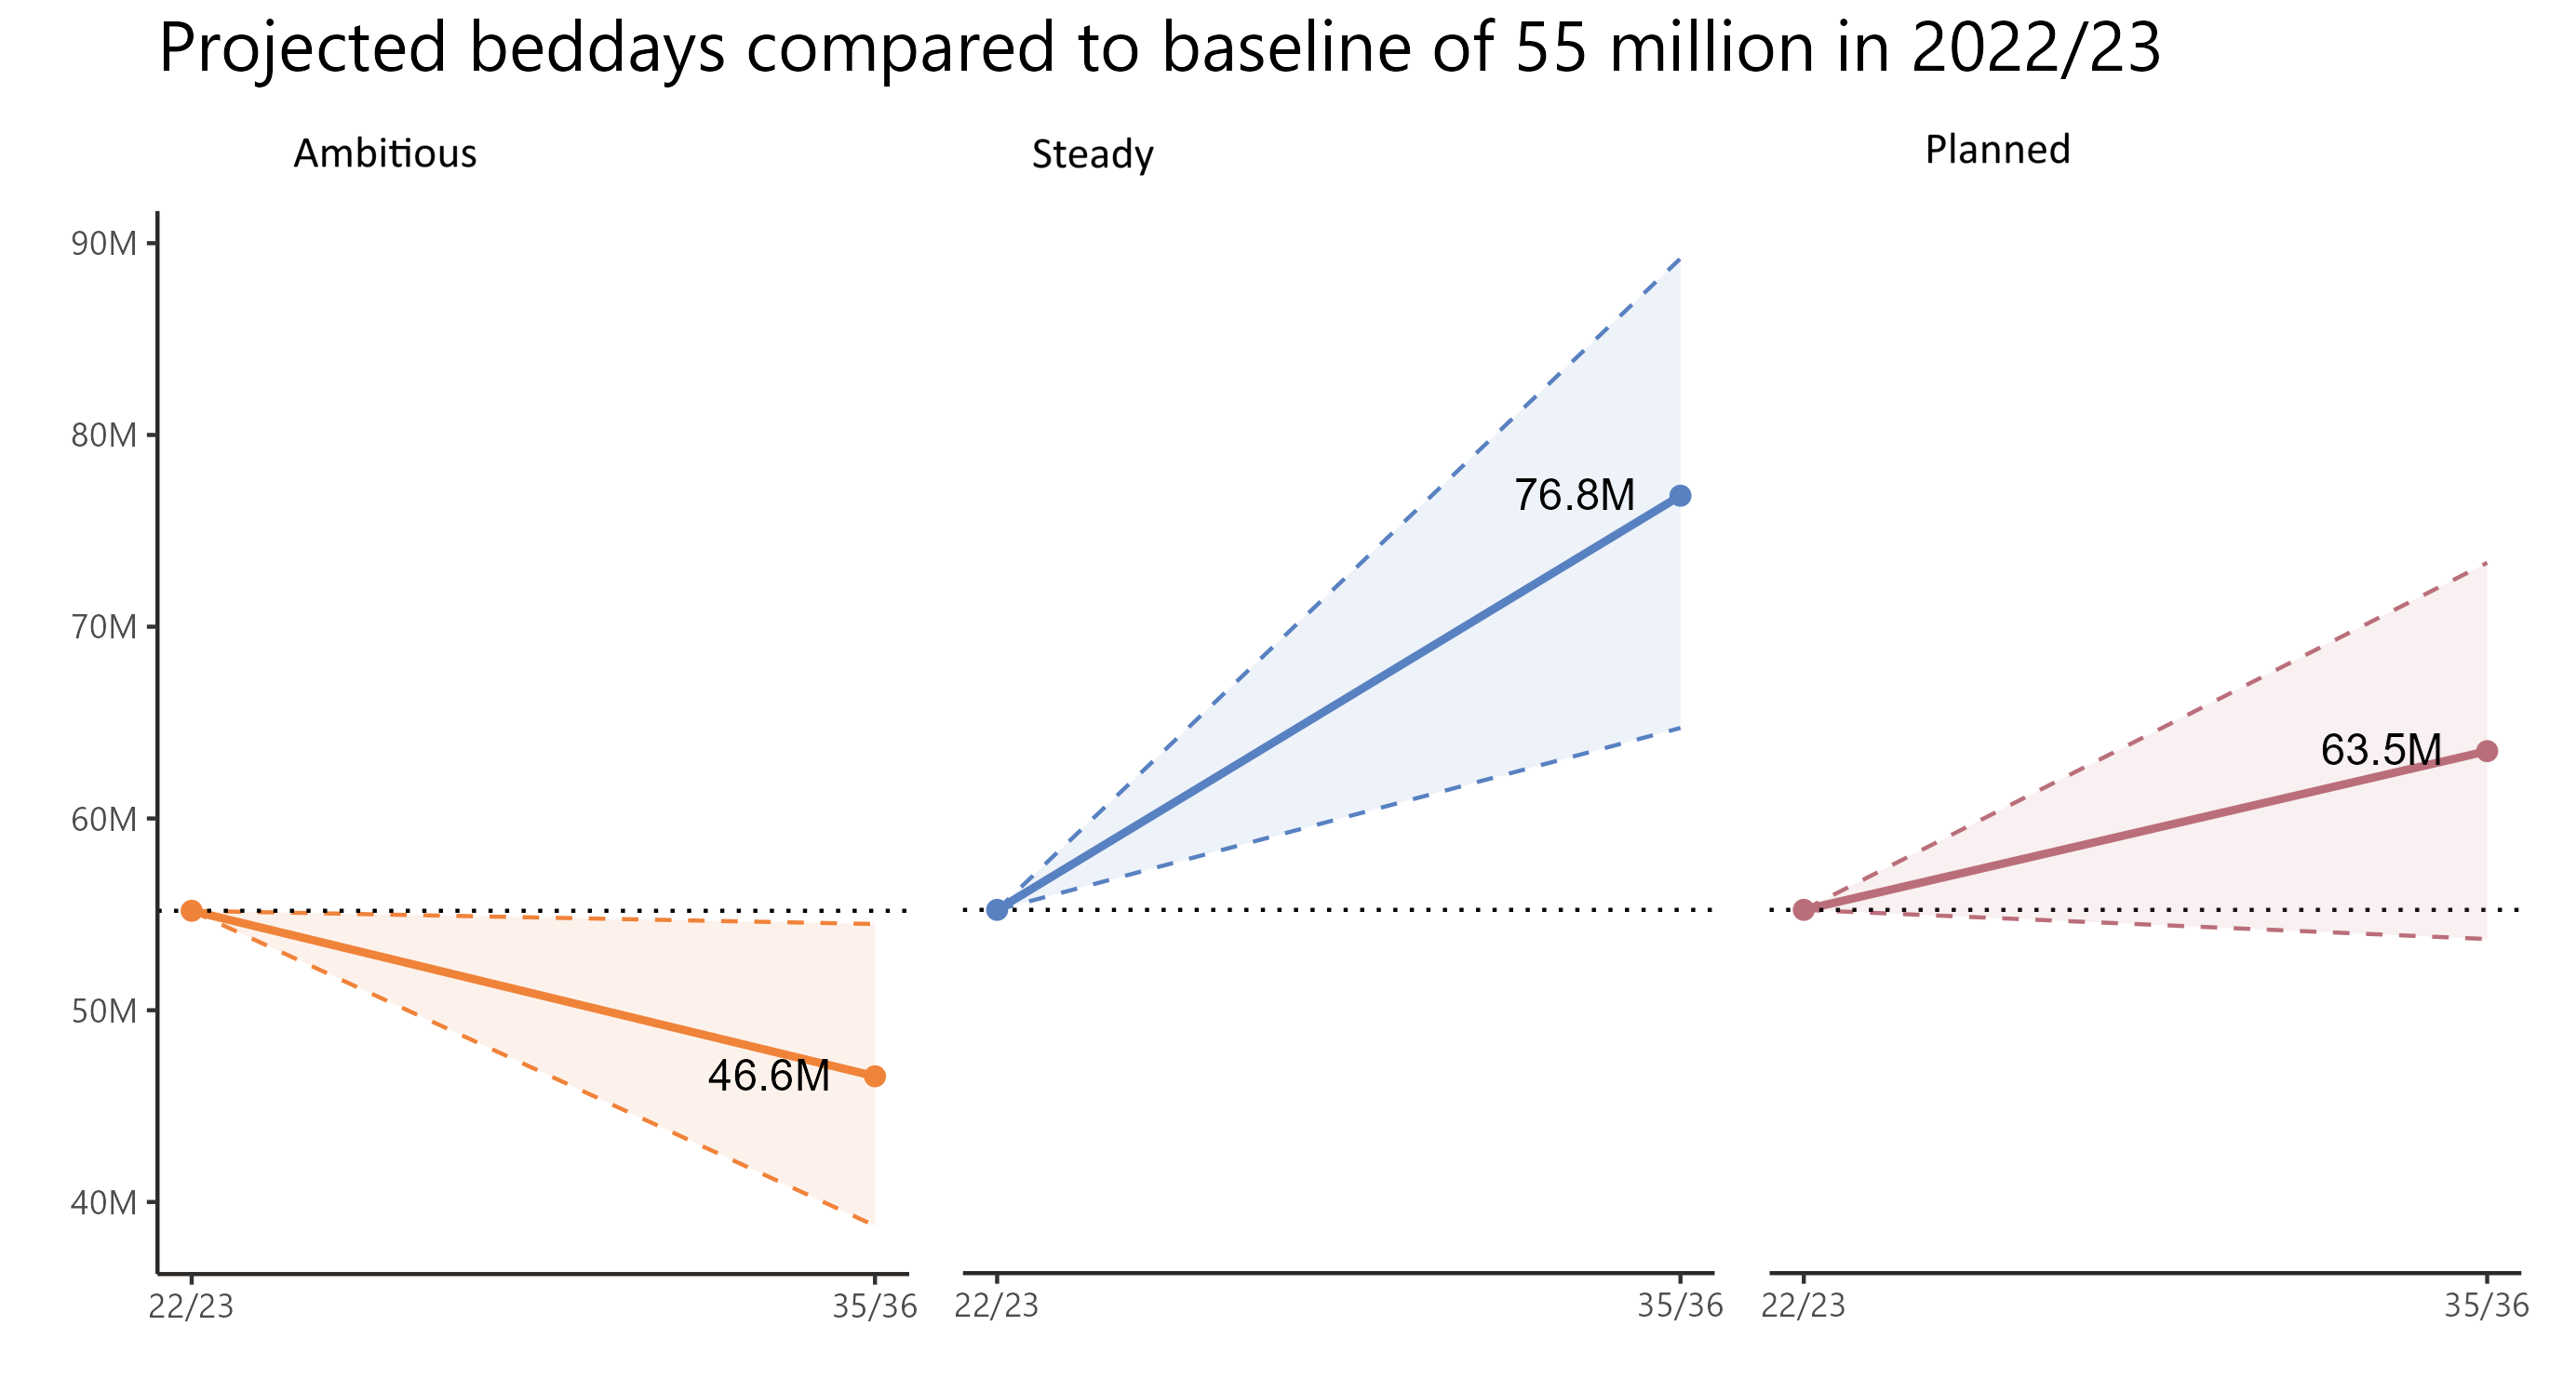 Projected beddays compared to baseline of 55 million in 2022/23
Ambitious
Steady
Planned
90M
80M
70M
60M
50M
40M
46.6M
76.8M
63.5M
22/23
35/36
22/23
35/36
22/23
35/36